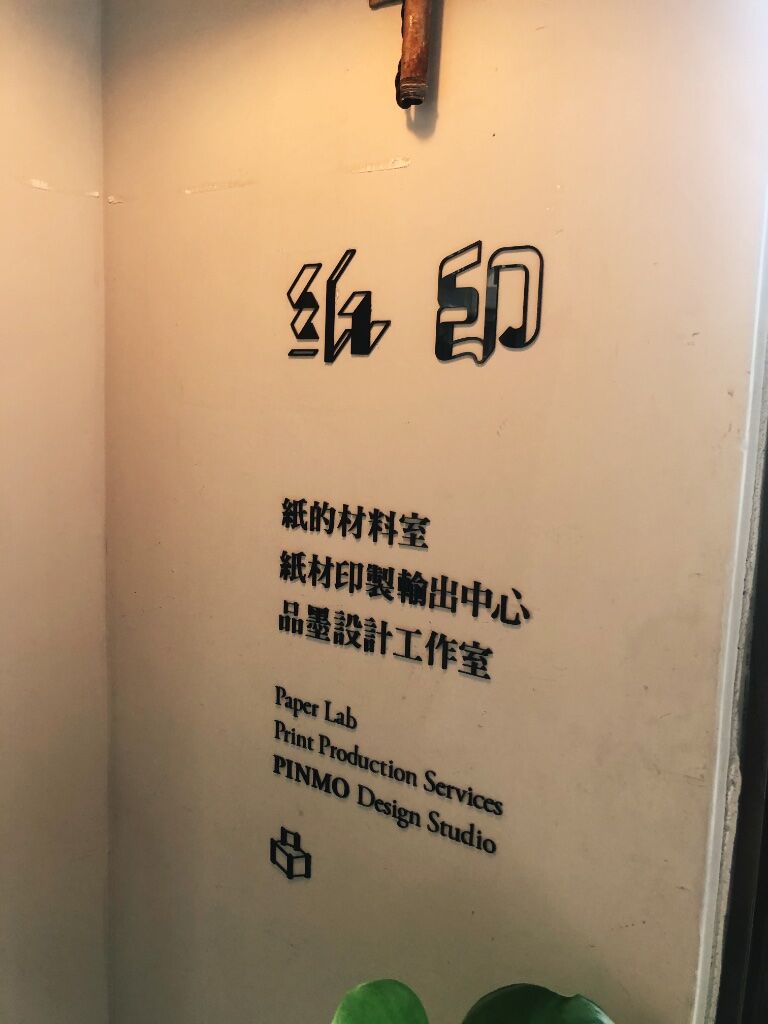 紙印
紙的材料室
紙材印製輸出中心
品墨設計工作室
Paper Lab
Print Production Services
PINMO Design Studio